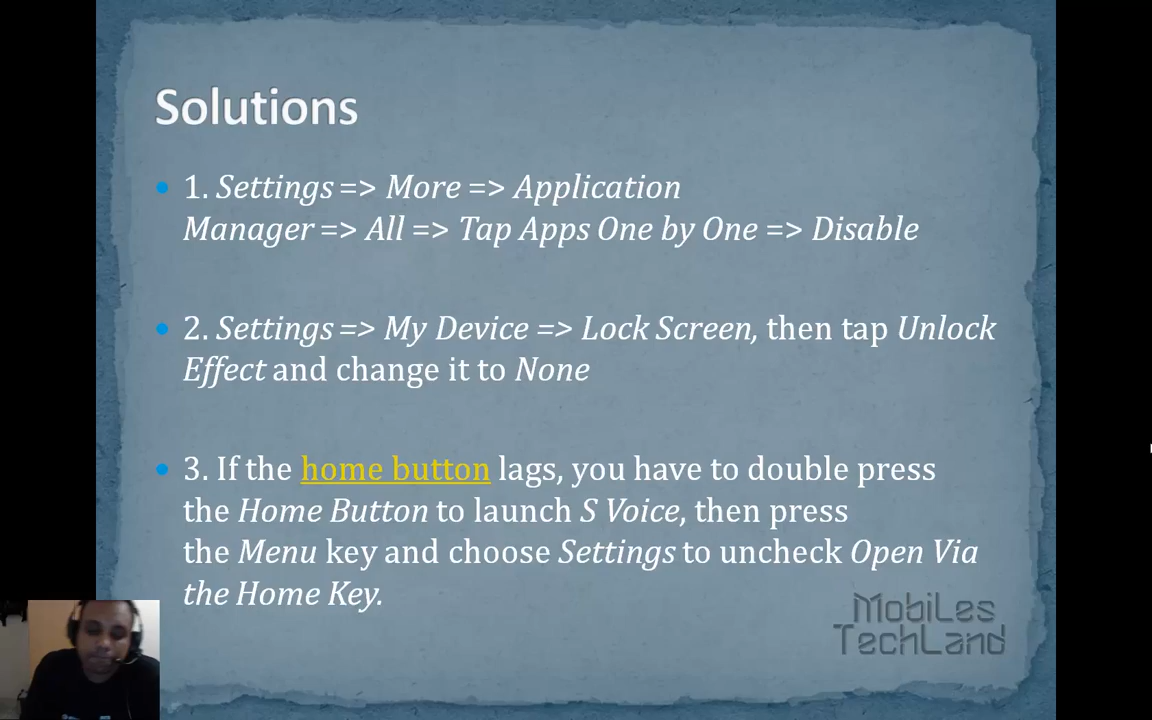 Solutions
1. Settings => More => Application
Manager => All => Tap Apps One by One => Disable
2. Settings => My Device => Lock Screen, then tap Unlock
Effect and change it to None
3. If the home button lags, you have to double press
the Home Button to launch S Voice, then press
the Menu key and choose Settings to uncheck Open Via
the Home Key.
MobiLes
TechLand